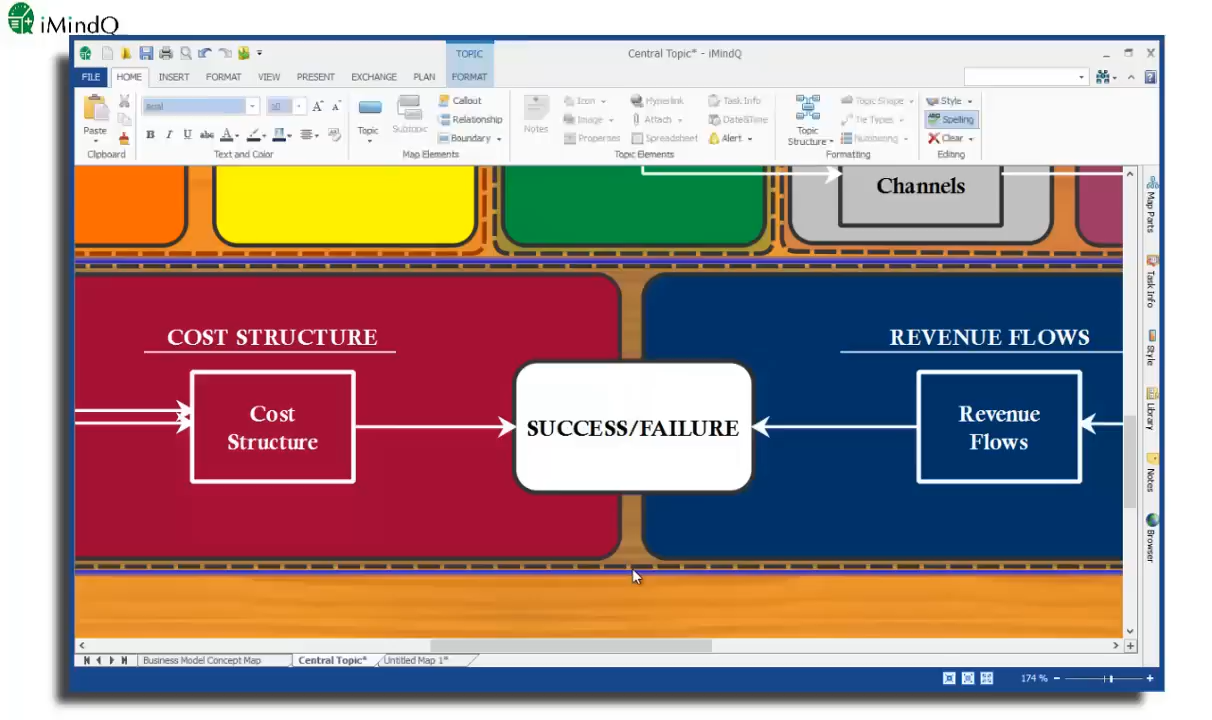 iMindQ
TOPIC
Central Topic* - iMindQ
FILE
HOME
INSERT
FORMAT
VIEW
PRESENT
EXCHANGE
PLAN
FORMAT
Paste
Clipboard
Aerial
10
B I U abc A
Text and Color
Topic
Subtopic
Callout
Relationship
Boundary
Map Elements
Notes
Icon
Image
Properties
Hyperlink
Attach
Spreadsheet
Task Info
Date&Time
Alert
Topic Elements
Topic
Structure
Topic Shape
Tie Types
Numbering
Formatting
Style
Spelling
Clear
Editing
Channels
COST STRUCTURE
REVENUE FLOWS
Cost
Structure
SUCCESS/FAILURE
Revenue
Flows
Map Parts
Task Info
Style
Library
Notes
Browser
Business Model Concept Map
Central Topic*
Untitled Map 1*
174 %